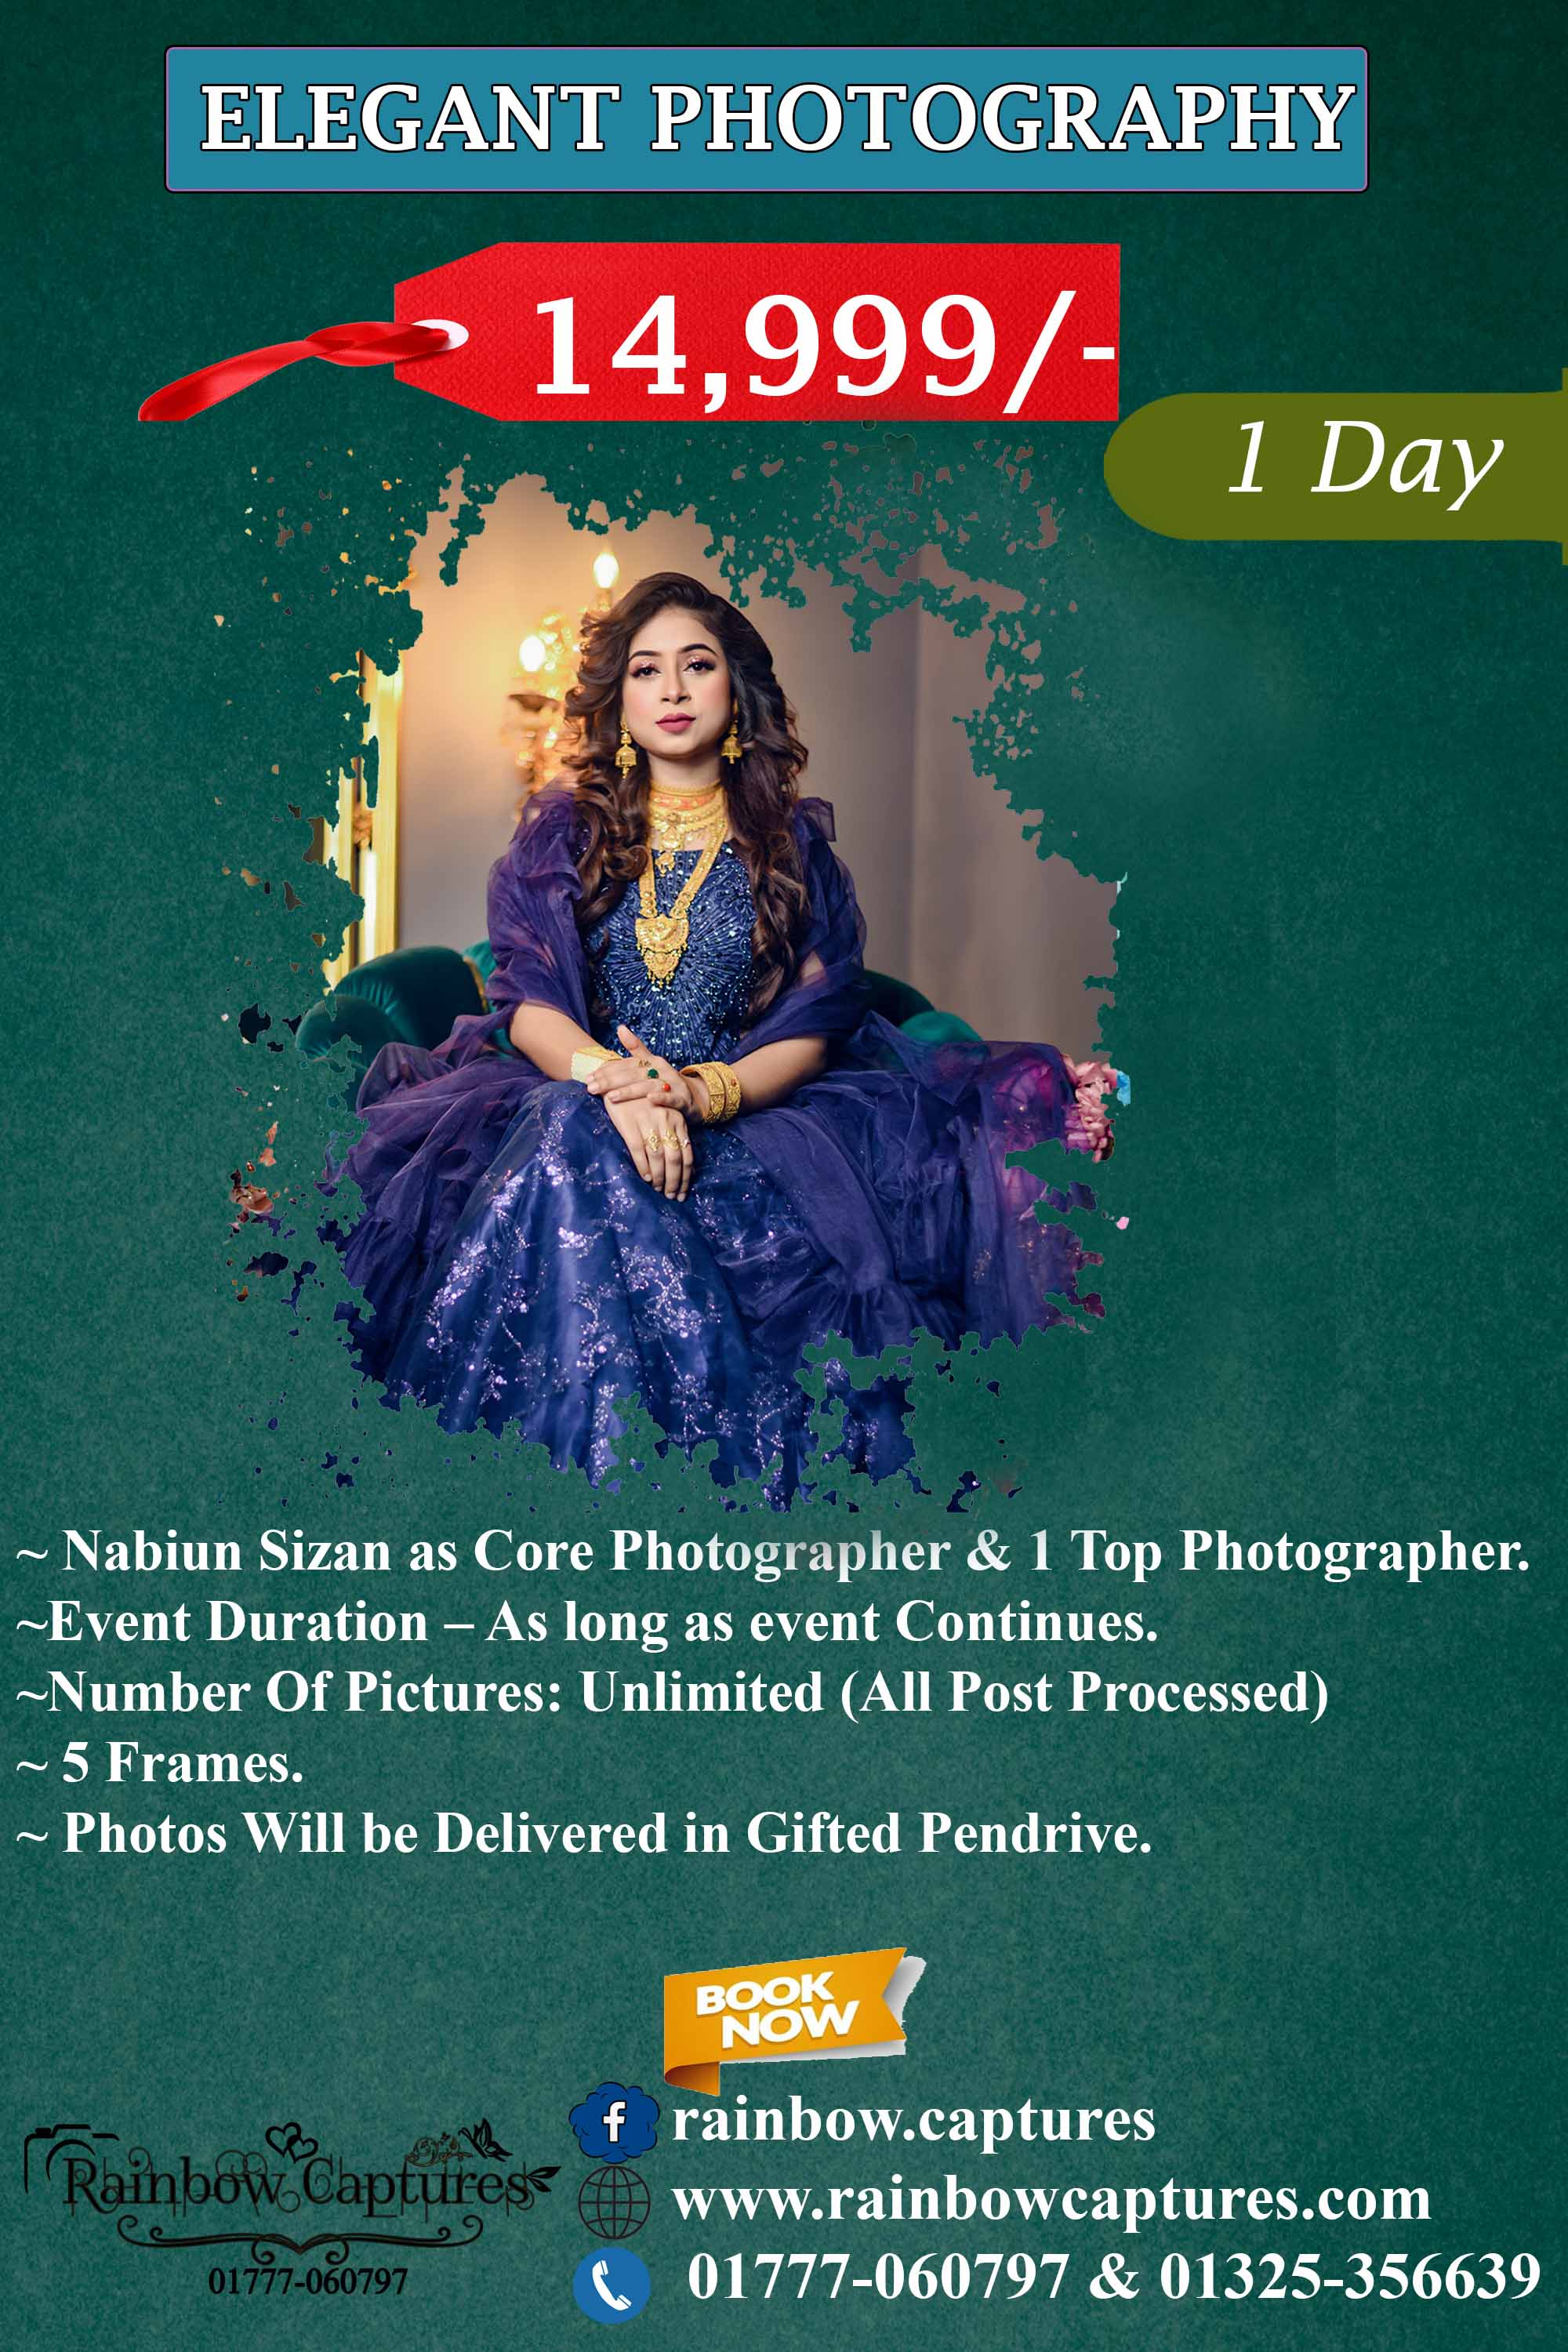 ELEGANT PHOTOGRAPHY
14,999/-
1 Day
~ Nabiun Sizan as Core Photographer & 1 Top Photographer.
~Event Duration – As long as event Continues.
~Number Of Pictures: Unlimited (All Post Processed)
~ 5 Frames.
~ Photos Will be Delivered in Gifted Pendrive.
BOOK
NOW
f rainbow.captures
Rainbow Captures
www.rainbowcaptures.com
01777-060797
01777-060797 & 01325-356639